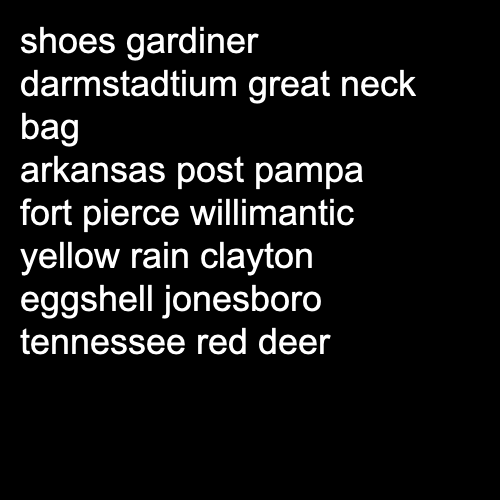 shoes gardiner
darmstadtium great neck
bag
arkansas post pampa
fort pierce willimantic
yellow rain clayton
eggshell jonesboro
tennessee red deer